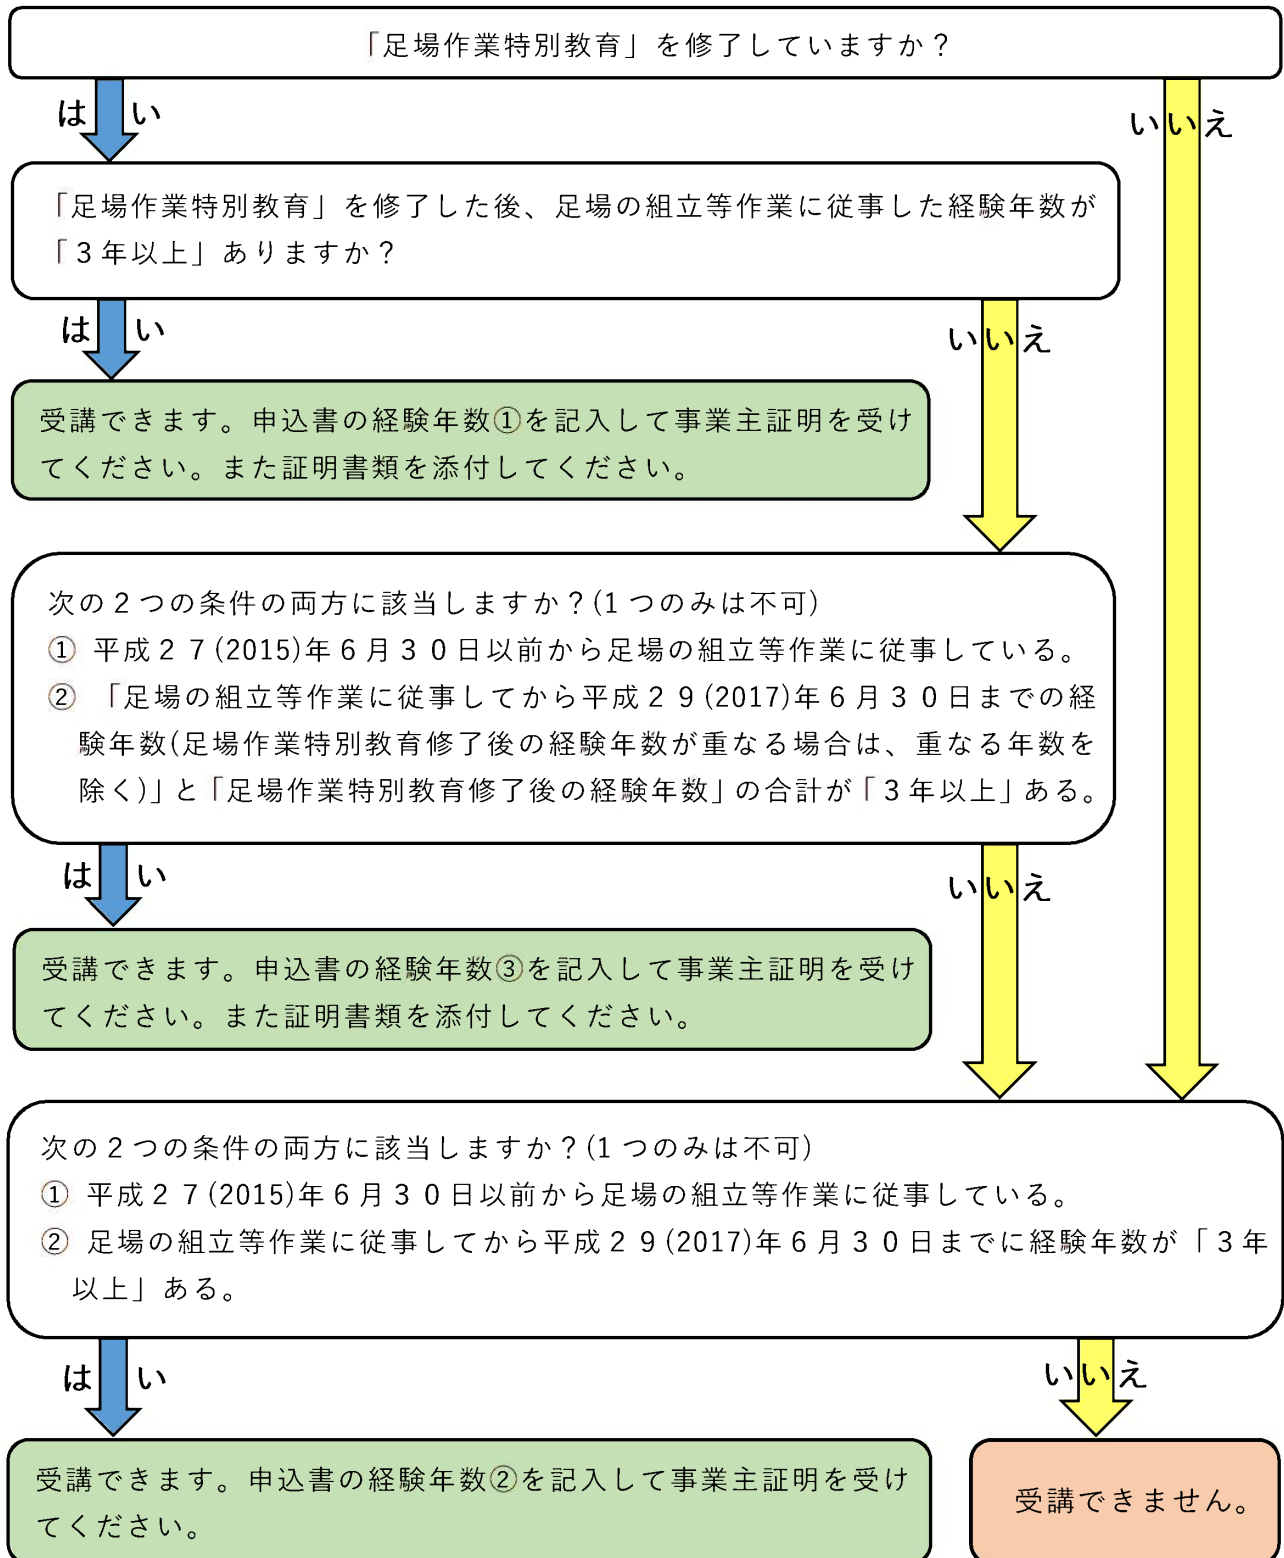 「足場作業特別教育」を修了していますか？
はい
いいえ
「足場作業特別教育」を修了した後、足場の組立等作業に従事した経験年数が
「３年以上」ありますか？
はい
いいえ
受講できます。申込書の経験年数①を記入して事業主証明を受け
てください。また証明書類を添付してください。
次の２つの条件の両方に該当しますか？(１つのみは不可)
① 平成２７(2015)年６月３０日以前から足場の組立等作業に従事している。
② 「足場の組立等作業に従事してから平成２９(2017)年６月３０日までの経
験年数(足場作業特別教育修了後の経験年数が重なる場合は、重なる年数を
除く)」と「足場作業特別教育修了後の経験年数」の合計が「３年以上」ある。
はい
いいえ
受講できます。申込書の経験年数③を記入して事業主証明を受け
てください。また証明書類を添付してください。
次の２つの条件の両方に該当しますか？(１つのみは不可)
① 平成２７(2015)年６月３０日以前から足場の組立等作業に従事している。
② 足場の組立等作業に従事してから平成２９(2017)年６月３０日までに経験年数が「３年
以上」ある。
はい
いいえ
受講できます。申込書の経験年数②を記入して事業主証明を受け
てください。
受講できません。